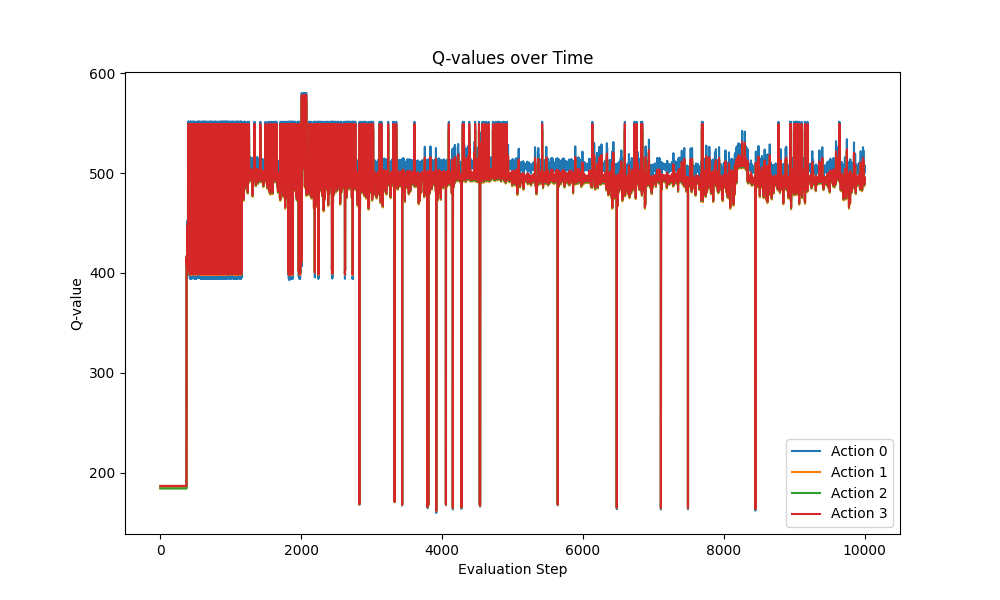 Q-values over Time
600
500
400
300
200
Q-value
0
2000
4000
6000
8000
10000
Evaluation Step
Action 0
Action 1
Action 2
Action 3